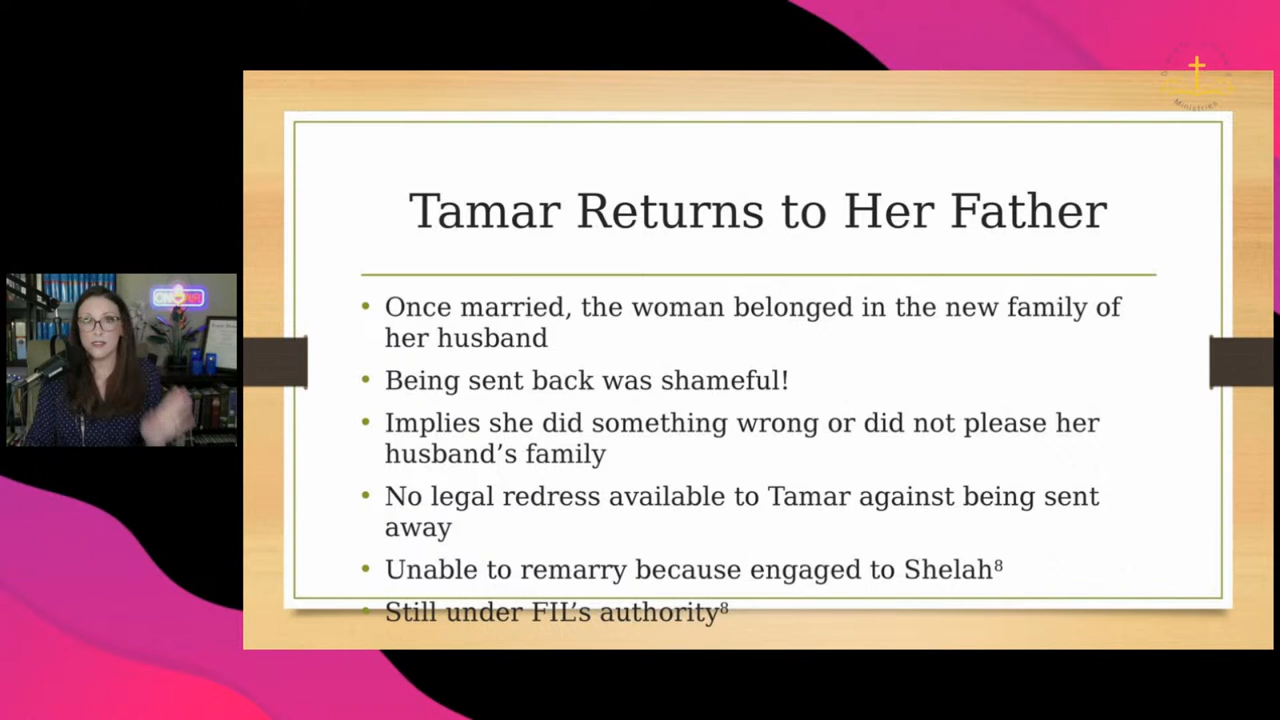 Tamar Returns to Her Father
• Once married, the woman belonged in the new family of
her husband
• Being sent back was shameful!
• Implies she did something wrong or did not please her
husband’s family
• No legal redress available to Tamar against being sent
away
• Unable to remarry because engaged to Shelah⁸
• Still under FIL’s authority⁸
Ministries